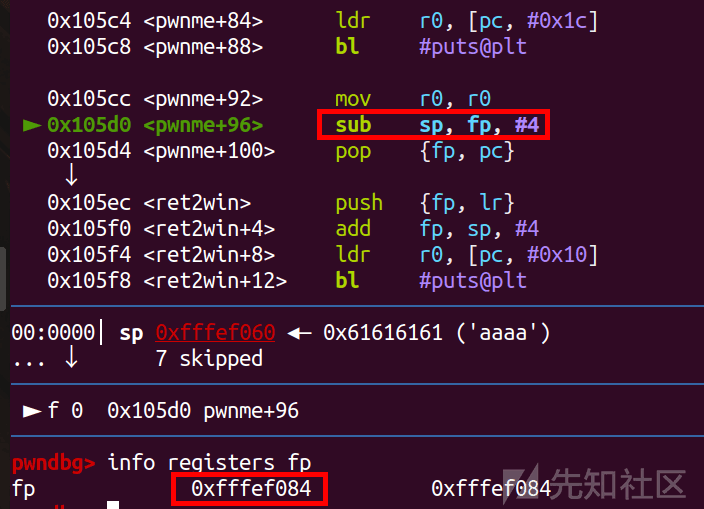 0x105c4 <pwnme+84> ldr r0, [pc, #0x1c]
0x105c8 <pwnme+88> bl #puts@plt
0x105cc <pwnme+92> mov r0, r0
► 0x105d0 <pwnme+96> sub sp, fp, #4
0x105d4 <pwnme+100> pop {fp, pc}
↓
0x105ec <ret2win> push {fp, lr}
0x105f0 <ret2win+4> add fp, sp, #4
0x105f4 <ret2win+8> ldr r0, [pc, #0x10]
0x105f8 <ret2win+12> bl #puts@plt
00:0000│ sp 0xfffef060 ◂— 0x61616161 ('aaaa')
... ↓ 7 skipped
► f 0 0x105d0 pwnme+96
pwndbg> info registers fp
fp 0xfffef084 0xfffef084
先知社区